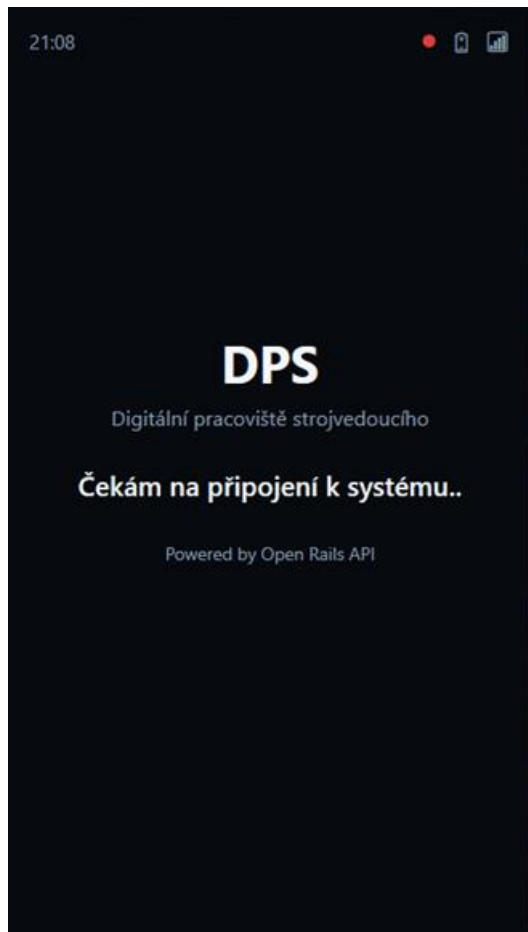 21:08
DPS
Digitální pracoviště strojvedoucího
Čekám na připojení k systému..
Powered by Open Rails API